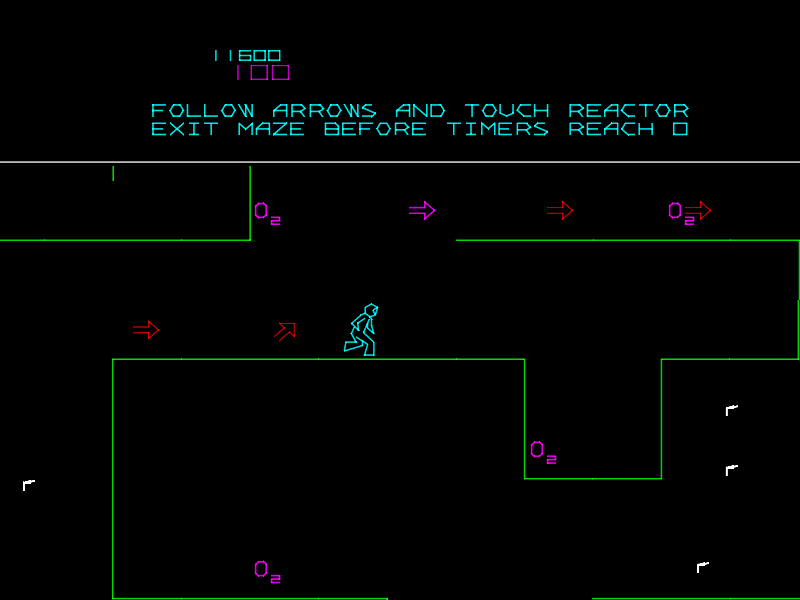 11600
100
FOLLOW ARROWS AND TOUCH REACTOR
EXIT MAZE BEFORE TIMERS REACH 0
O2
O2
O2
O2